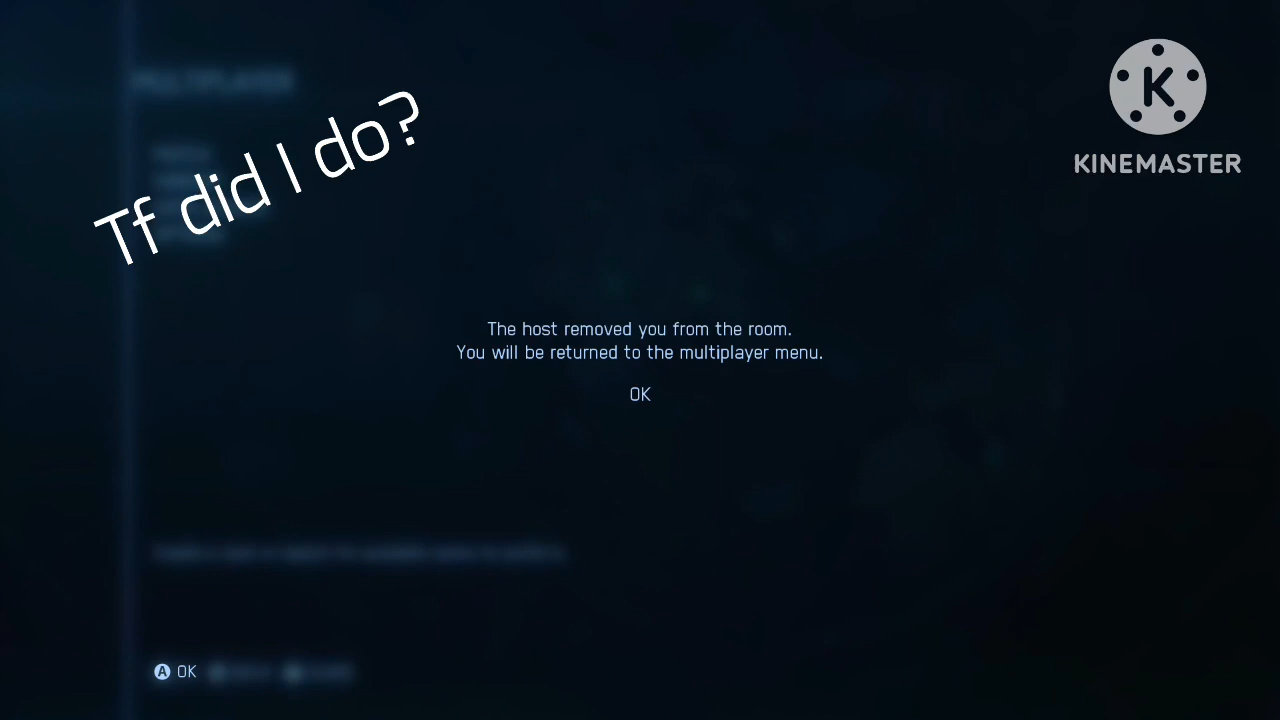 MULTIPLAYER
Tf did I do?
K
KINEMASTER
The host removed you from the room.
You will be returned to the multiplayer menu.
OK
A OK